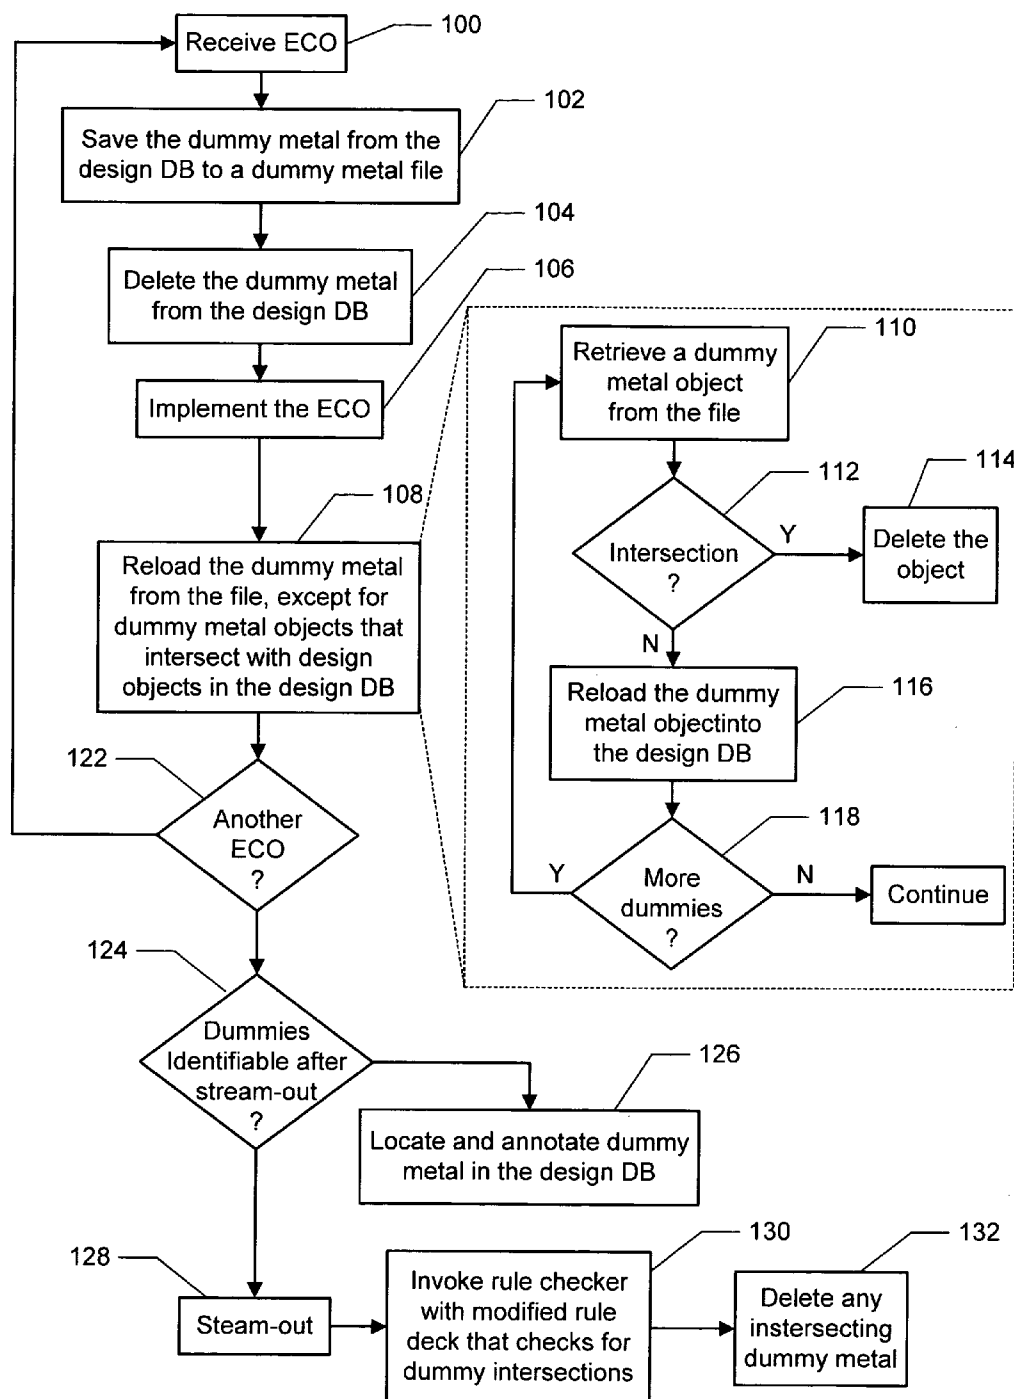 Receive ECO
100
Save the dummy metal from the
design DB to a dummy metal file
102
Delete the dummy metal
from the design DB
104
Implement the ECO
106
Reload the dummy metal
from the file, except for
dummy metal objects that
intersect with design
objects in the design DB
108
Retrieve a dummy
metal object
from the file
110
Intersection
?
112
Y
Delete the
object
114
N
Reload the dummy
metal objectinto
the design DB
116
More
dummies
?
118
Y
N
Continue
Another
ECO
?
122
Dummies
Identifiable after
stream-out
?
124
Locate and annotate dummy
metal in the design DB
126
Steam-out
128
Invoke rule checker
with modified rule
deck that checks for
dummy intersections
130
Delete any
instersecting
dummy metal
132